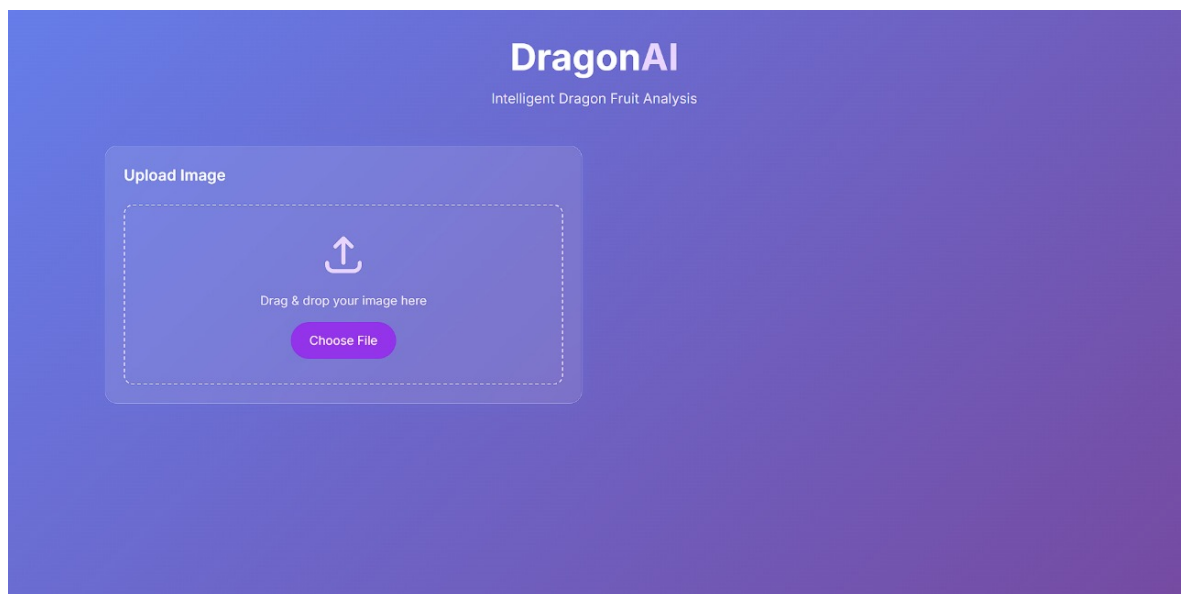 DragonAI
Intelligent Dragon Fruit Analysis
Upload Image
Drag & drop your image here
Choose File